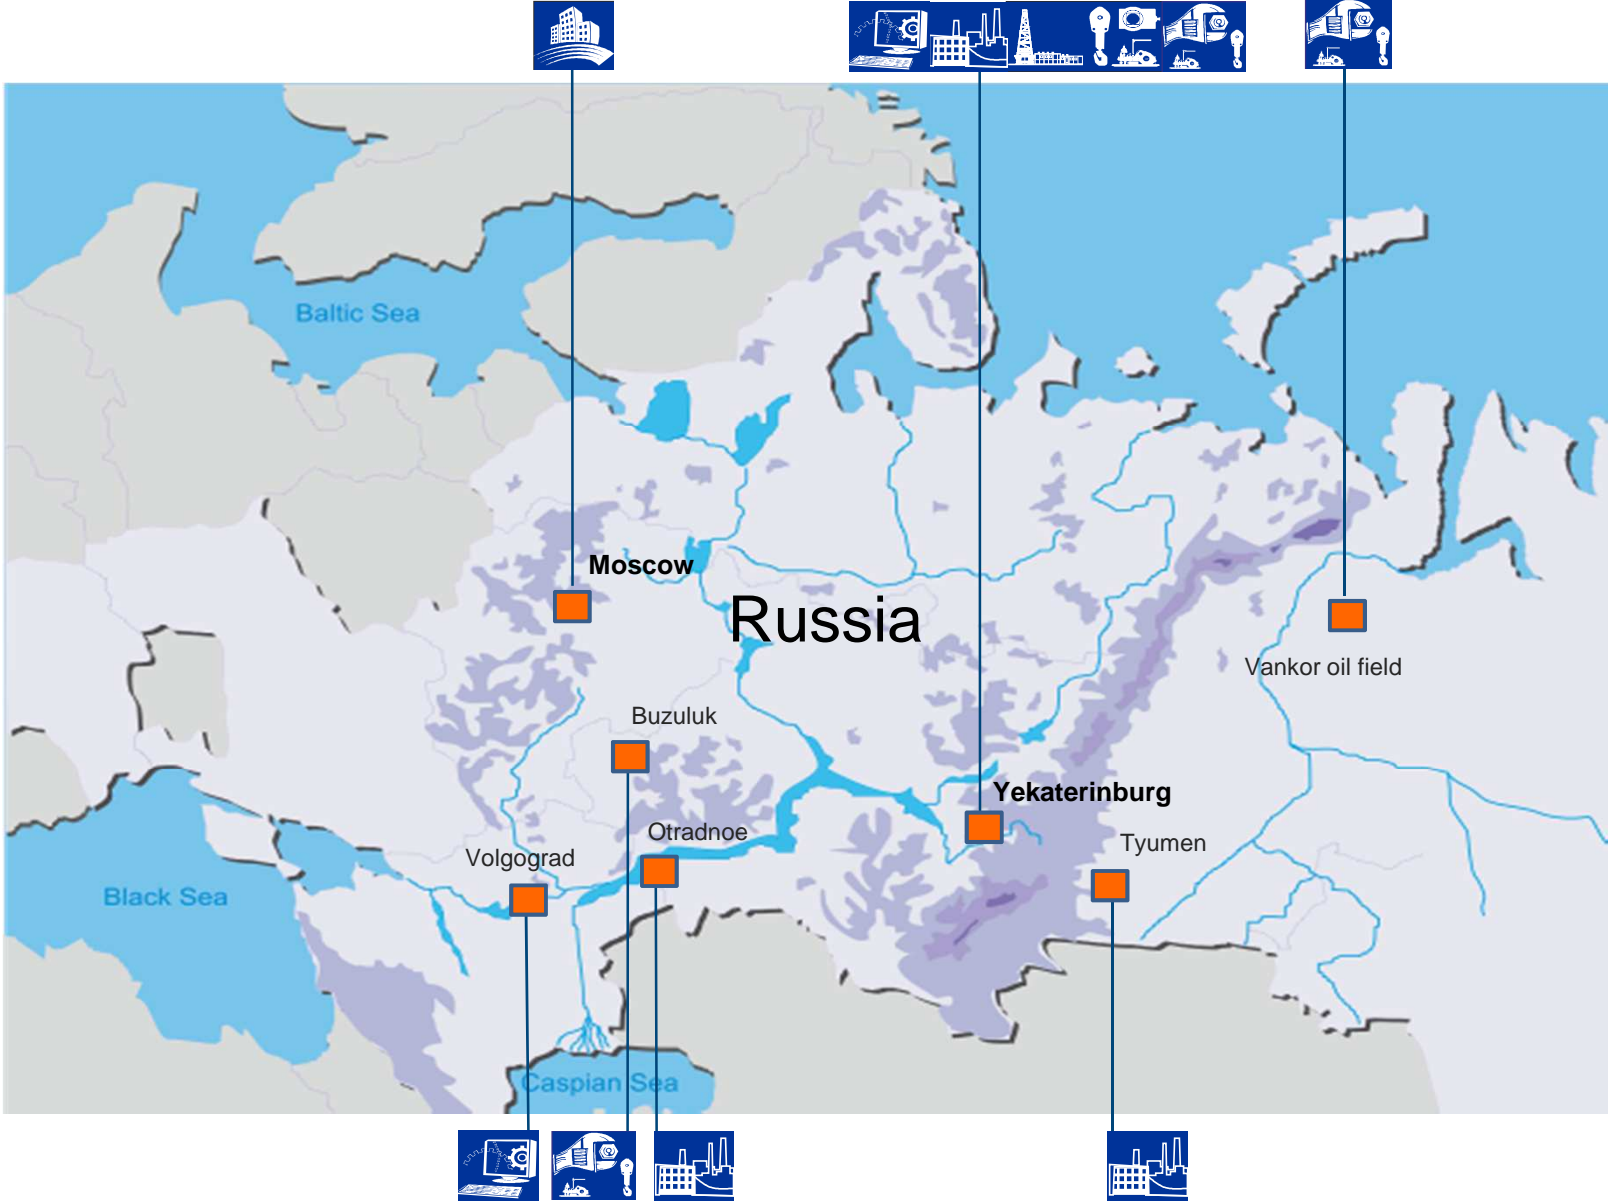 Baltic Sea
Moscow
Russia
Vankor oil field
Buzuluk
Yekaterinburg
Otradnoe
Tyumen
Volgograd
Black Sea
Caspian Sea